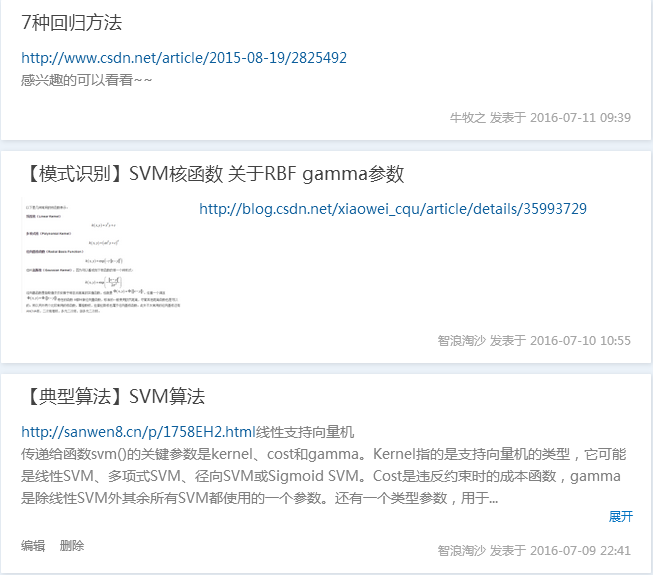 7种回归方法
http://www.csdn.net/article/2015-08-19/2825492
感兴趣的可以看看~~
牛牧之 发表于 2016-07-11 09:39
【模式识别】SVM核函数 关于RBF gamma参数
http://blog.csdn.net/xiaowei_cqu/article/details/35993729
智浪淘沙 发表于 2016-07-10 10:55
【典型算法】SVM算法
http://sanwen8.cn/p/1758EH2.html线性支持向量机
传递给函数svm()的关键参数是kernel、cost和gamma。Kernel指的是支持向量机的类型，它可能
是线性SVM、多项式SVM、径向SVM或Sigmoid SVM。Cost是违反约束时的成本函数，gamma
是除线性SVM外其余所有SVM都使用的一个参数。还有一个类型参数，用于...
展开
编辑 删除
智浪淘沙 发表于 2016-07-09 22:41